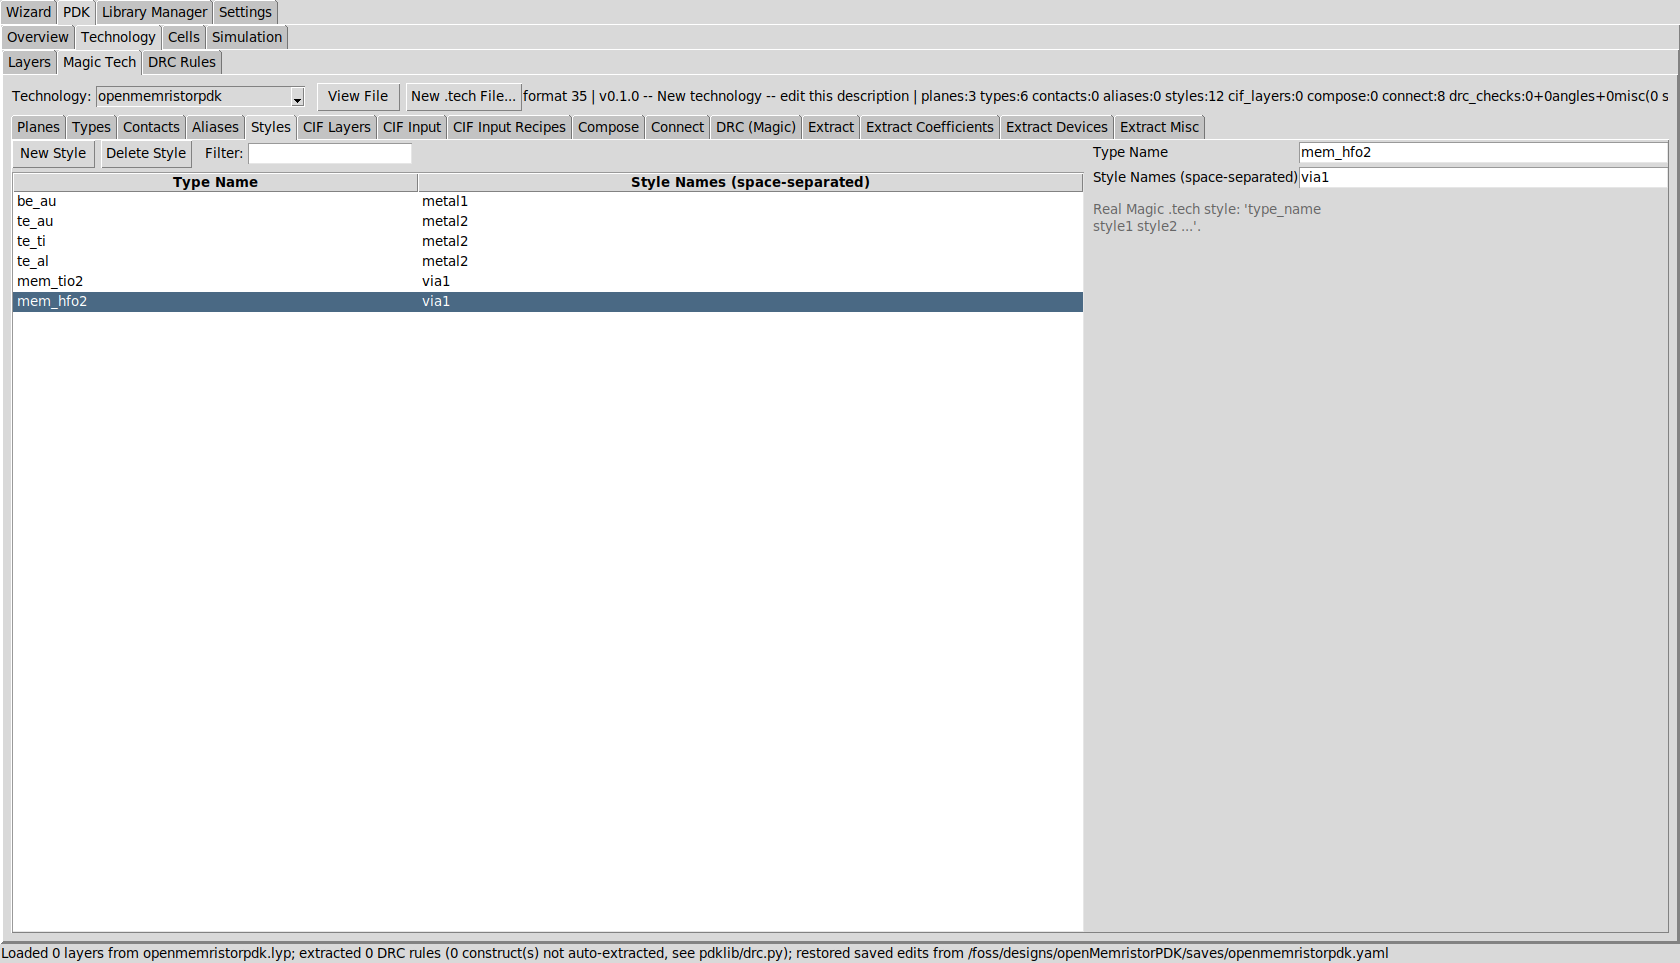 Wizard PDK Library Manager Settings
Overview Technology Cells Simulation
Layers Magic Tech DRC Rules
Technology: openmemristorpdk View File New .tech File... format 35 | v0.1.0 -- New technology -- edit this description | planes:3 types:6 contacts:0 aliases:0 styles:12 cif_layers:0 compose:0 connect:8 drc_checks:0+0angles+0misc(0 s
Planes Types Contacts Aliases Styles CIF Layers CIF Input CIF Input Recipes Compose Connect DRC (Magic) Extract Extract Coefficients Extract Devices Extract Misc
New Style Delete Style Filter:
Type Name Style Names (space-separated)
be_au metal1
te_au metal2
te_ti metal2
te_al metal2
mem_tio2 via1
mem_hfo2 via1
Type Name mem_hfo2
Style Names (space-separated) via1
Real Magic .tech style: 'type_name
style1 style2 ...'.
Loaded 0 layers from openmemristorpdk.lyp; extracted 0 DRC rules (0 construct(s) not auto-extracted, see pdklib/drc.py); restored saved edits from /foss/designs/openMemristorPDK/saves/openmemristorpdk.yaml